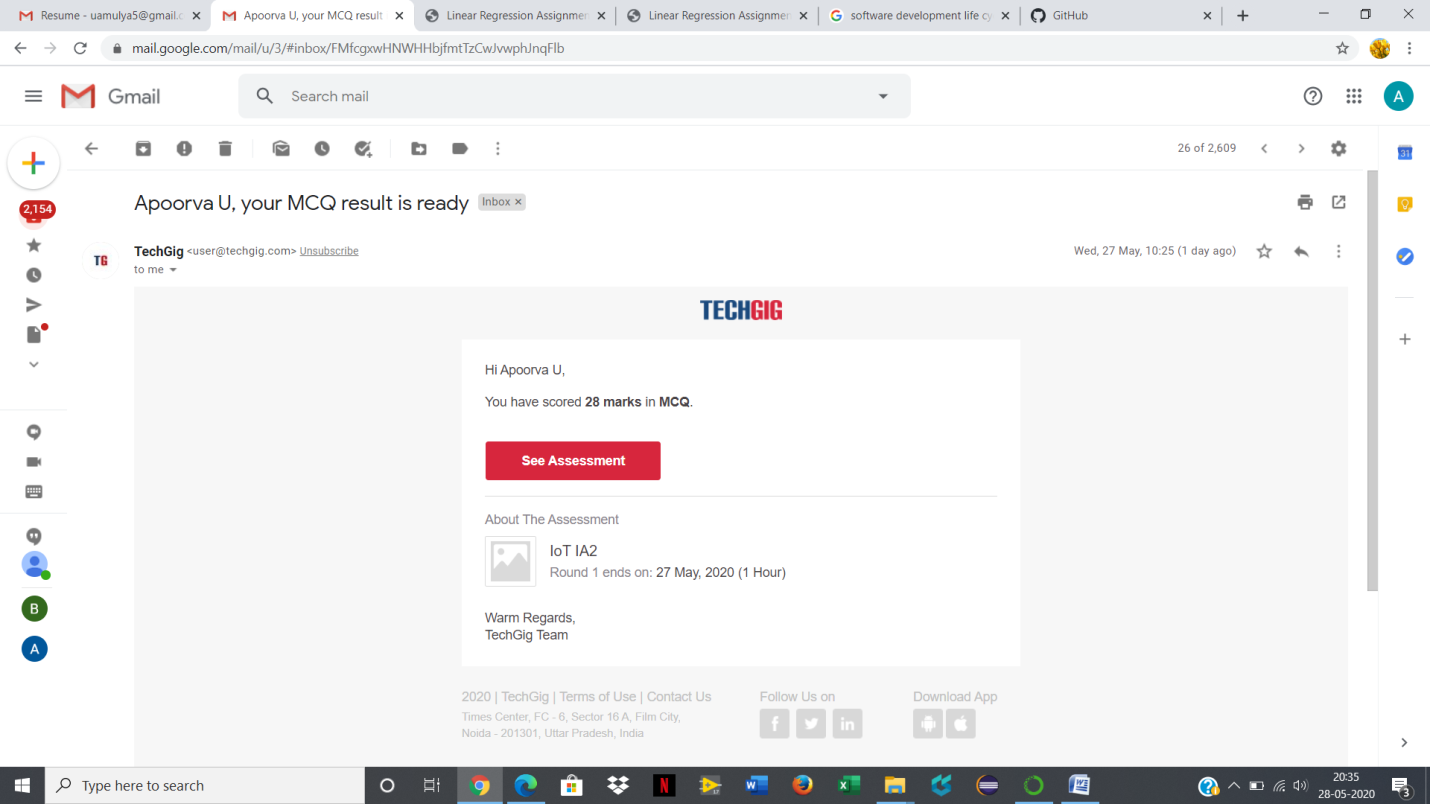 Resume - uamulya5@gmail.c
Apoorva U, your MCQ result
Linear Regression Assignmen
Linear Regression Assignmen
software development life cy
GitHub
mail.google.com/mail/u/3/#inbox/FMfcgxwHNWHHbjfmtTzCwJvwphJnqFlb
Gmail
Search mail
A
26 of 2,609
31
2,154
Apoorva U, your MCQ result is ready
Inbox ×
TG
TechGig <user@techgig.com> Unsubscribe
to me
Wed, 27 May, 10:25 (1 day ago)
TECHGIG
Hi Apoorva U,
You have scored 28 marks in MCQ.
See Assessment
About The Assessment
IoT IA2
Round 1 ends on: 27 May, 2020 (1 Hour)
Warm Regards,
TechGig Team
B
A
2020 | TechGig | Terms of Use | Contact Us
Times Center, FC - 6, Sector 16 A, Film City,
Noida - 201301, Uttar Pradesh, India
Follow Us on
Download App
Type here to search
20:35
28-05-2020
3